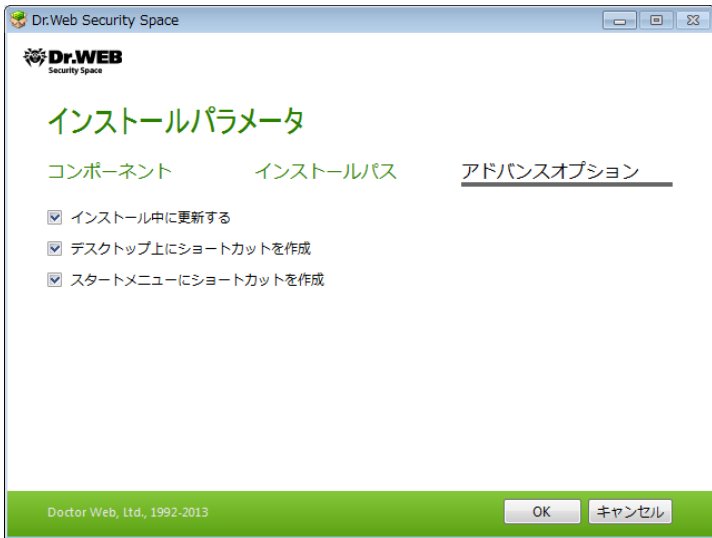 Dr.Web Security Space
Dr.WEB
Security Space
インストールパラメータ
コンポーネント インストールパス アドバンスオプション
インストール中に更新する
デスクトップ上にショートカットを作成
スタートメニューにショートカットを作成
Doctor Web, Ltd., 1992-2013 OK キャンセル